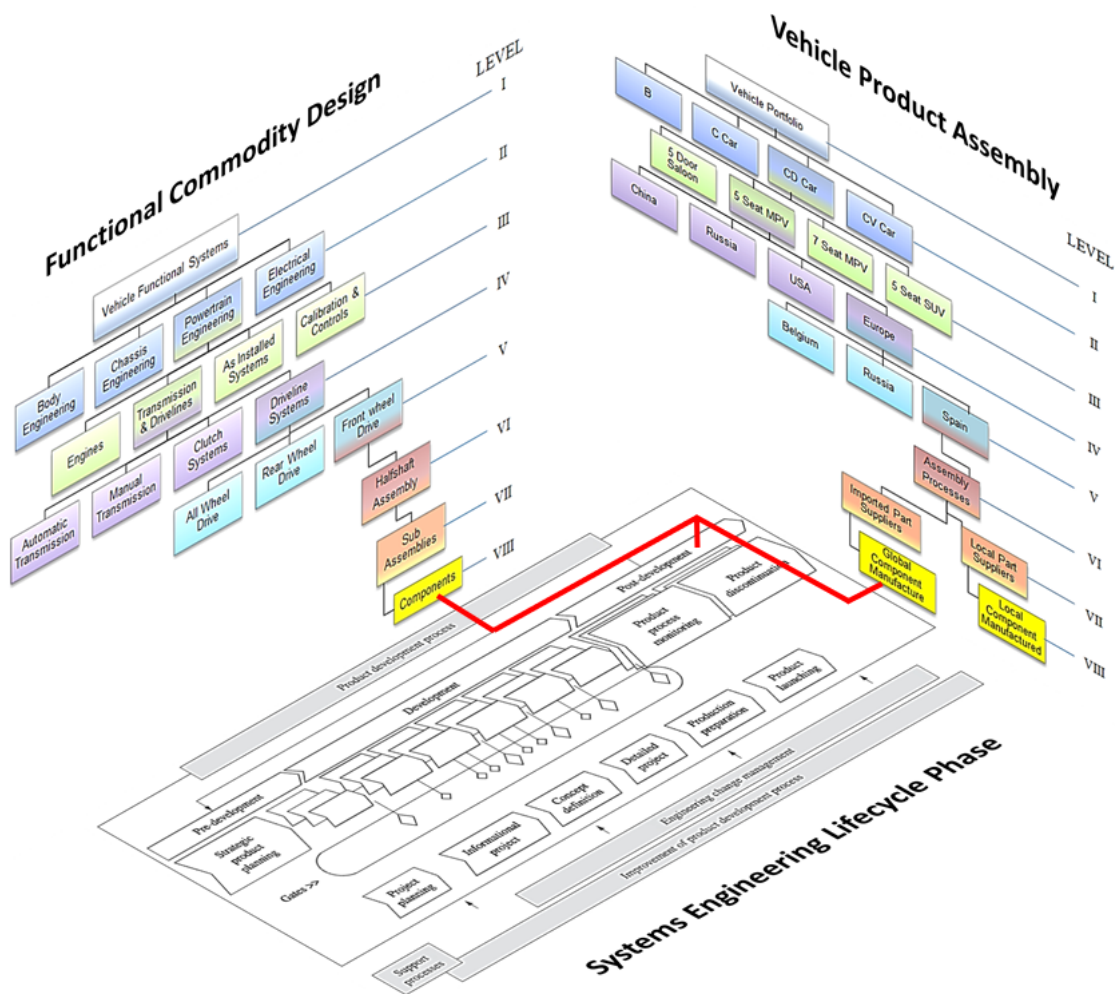 Functional Commodity Design
LEVEL
I
II
III
IV
V
VI
VII
VIII
Vehicle Functional Systems
Body
Engineering
Chassis
Engineering
Powertrain
Engineering
Electrical
Engineering
Engines
Transmission
& Drivelines
As Installed
Systems
Calibration &
Controls
Automatic
Transmission
Manual
Transmission
Clutch
Systems
Driveline
Systems
All Wheel
Drive
Rear Wheel
Drive
Front wheel
Drive
Halfshaft
Assembly
Sub
Assemblies
Components
Vehicle Product Assembly
LEVEL
I
II
III
IV
V
VI
VII
VIII
Vehicle Portfolio
B
C Car
CD Car
CV Car
5 Door
Saloon
5 Seat MPV
7 Seat MPV
5 Seat SUV
China
Russia
USA
Europe
Belgium
Russia
Spain
Assembly
Processes
Imported Part
Suppliers
Local Part
Suppliers
Global
Component
Manufacture
Local
Component
Manufactured
Product development process
Pre-development
Development
Post-development
Strategic
product
planning
Product
process
monitoring
Product
discontinuation
Gates >>
Project
planning
Informational
project
Concept
definition
Detailed
project
Production
preparation
Product
launching
Engineering change management
Improvement of product development process
Support
processes
Systems Engineering Lifecycle Phase